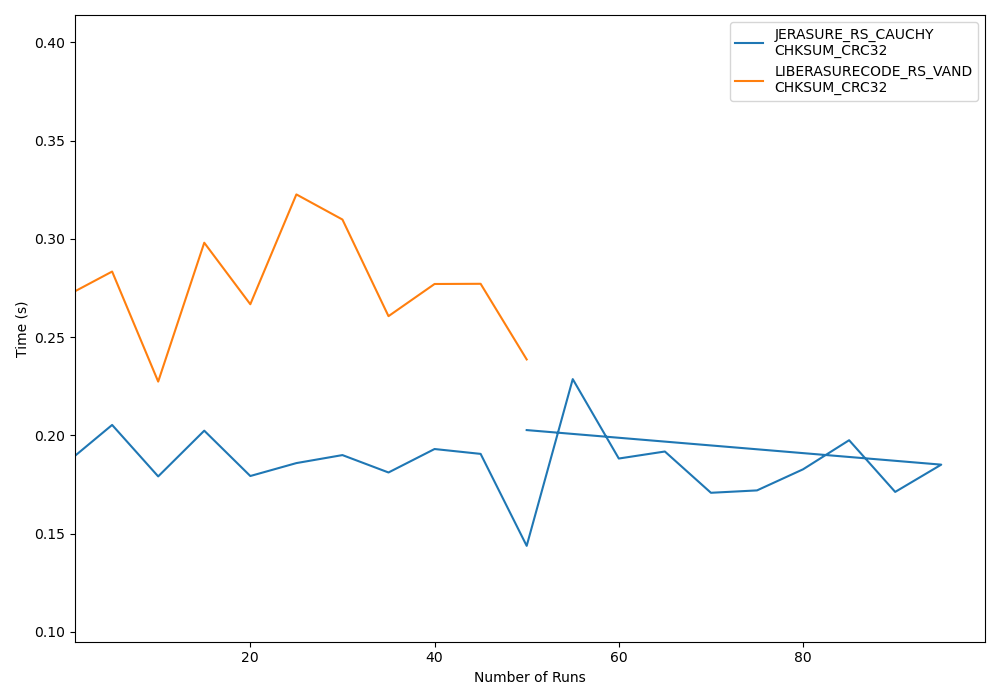 JERASURE_RS_CAUCHY
CHKSUM_CRC32
LIBERASURECODE_RS_VAND
CHKSUM_CRC32
0.40
0.35
0.30
0.25
0.20
0.15
0.10
Time (s)
20 40 60 80
Number of Runs